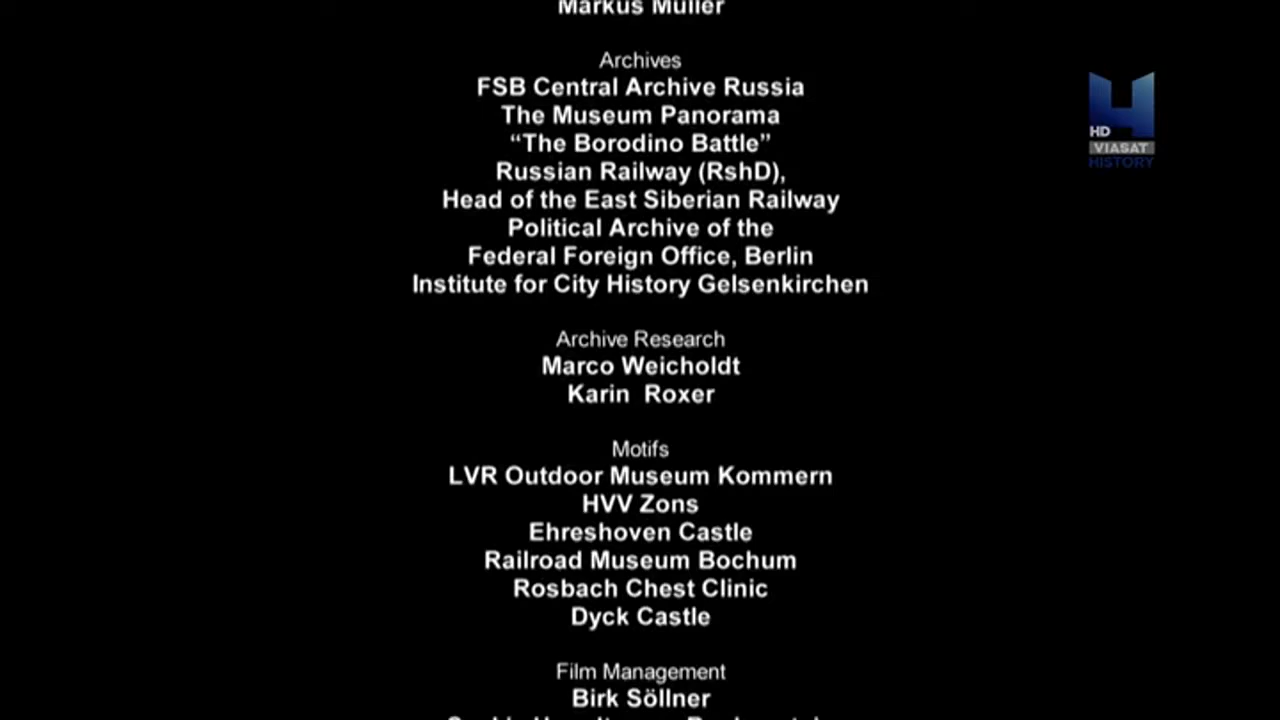 Markus Müller
Archives
FSB Central Archive Russia
The Museum Panorama
“The Borodino Battle”
Russian Railway (RshD),
Head of the East Siberian Railway
Political Archive of the
Federal Foreign Office, Berlin
Institute for City History Gelsenkirchen
Archive Research
Marco Weicholdt
Karin  Roxer
Motifs
LVR Outdoor Museum Kommern
HVV Zons
Ehreshoven Castle
Railroad Museum Bochum
Rosbach Chest Clinic
Dyck Castle
Film Management
Birk Söllner
HD
VIASAT
HISTORY